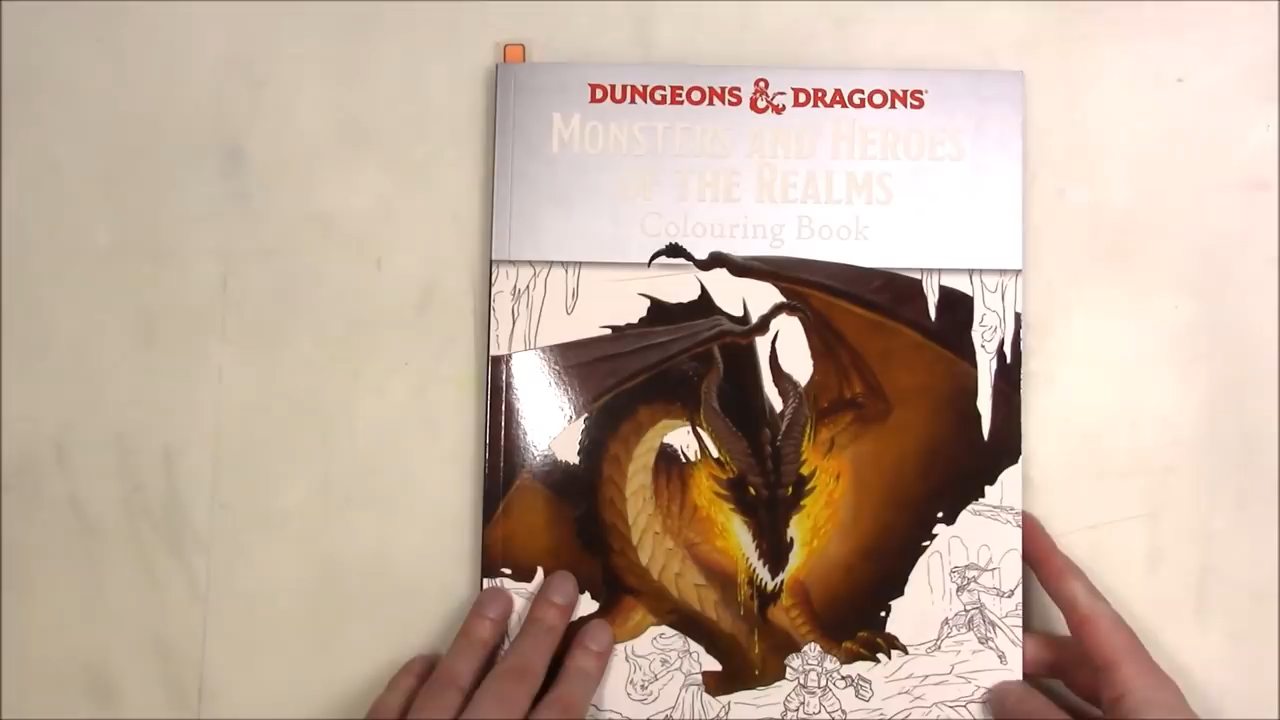 DUNGEONS & DRAGONS®
MONSTERS AND HEROES
OF THE REALMS
Colouring Book